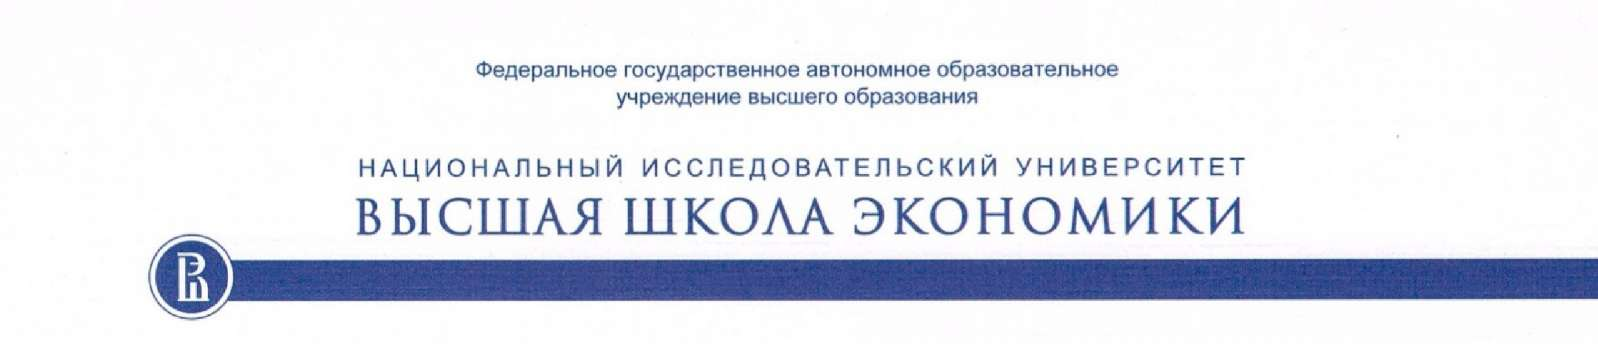 Федеральное государственное автономное образовательное
учреждение высшего образования
НАЦИОНАЛЬНЫЙ ИССЛЕДОВАТЕЛЬСКИЙ УНИВЕРСИТЕТ
ВЫСШАЯ ШКОЛА ЭКОНОМИКИ